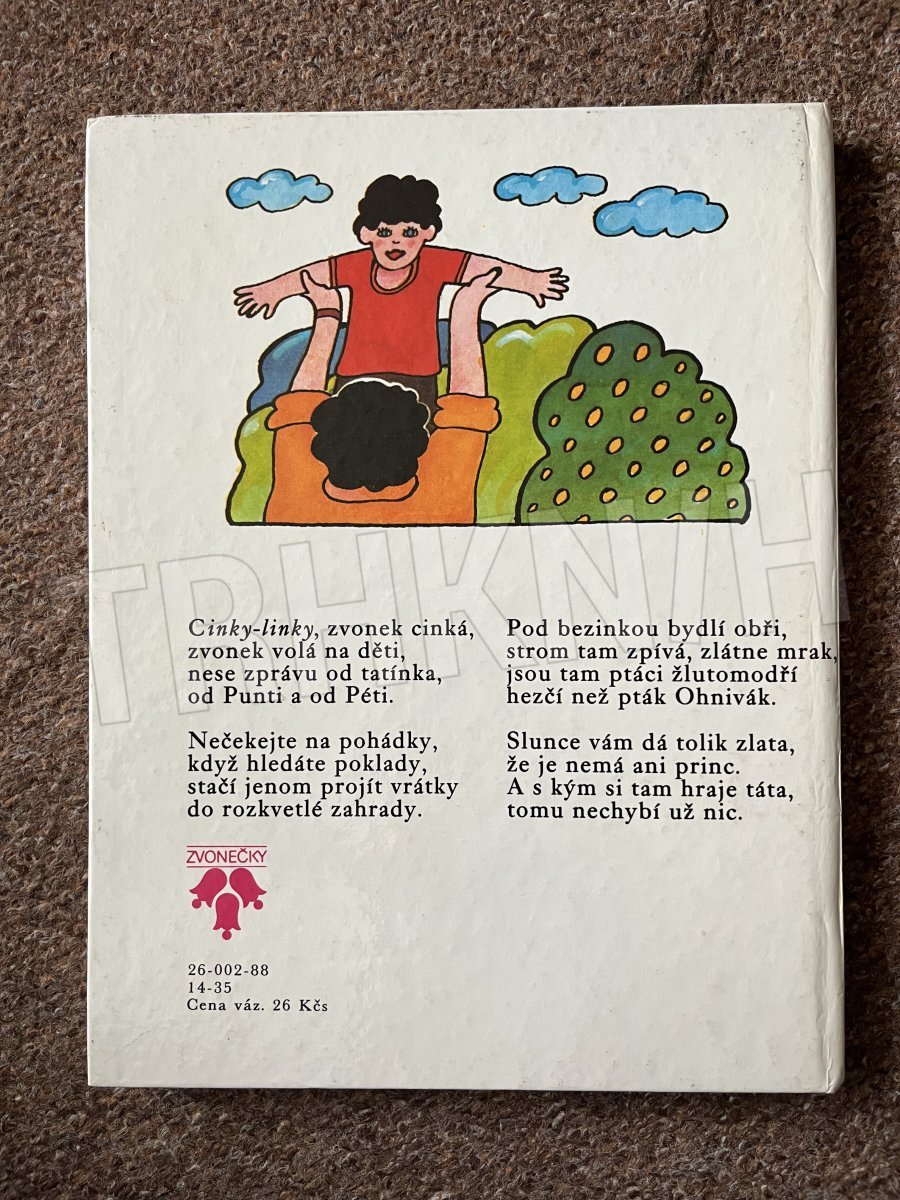 Cinky-linky, zvonek cinká,
zvonek volá na děti,
nese zprávu od tatínka,
od Punti a od Péti.
Nečekejte na pohádky,
když hledáte poklady,
stačí jenom projít vrátky
do rozkvetlé zahrady.
Pod bezinkou bydlí obři,
strom tam zpívá, zlátne mrak,
jsou tam ptáci žlutomodří
hezčí než pták Ohnivák.
Slunce vám dá tolik zlata,
že je nemá ani princ.
A s kým si tam hraje táta,
tomu nechybí už nic.
ZVONEČKY
26-002-88
14-35
Cena váz. 26 Kčs
TRHKNIH